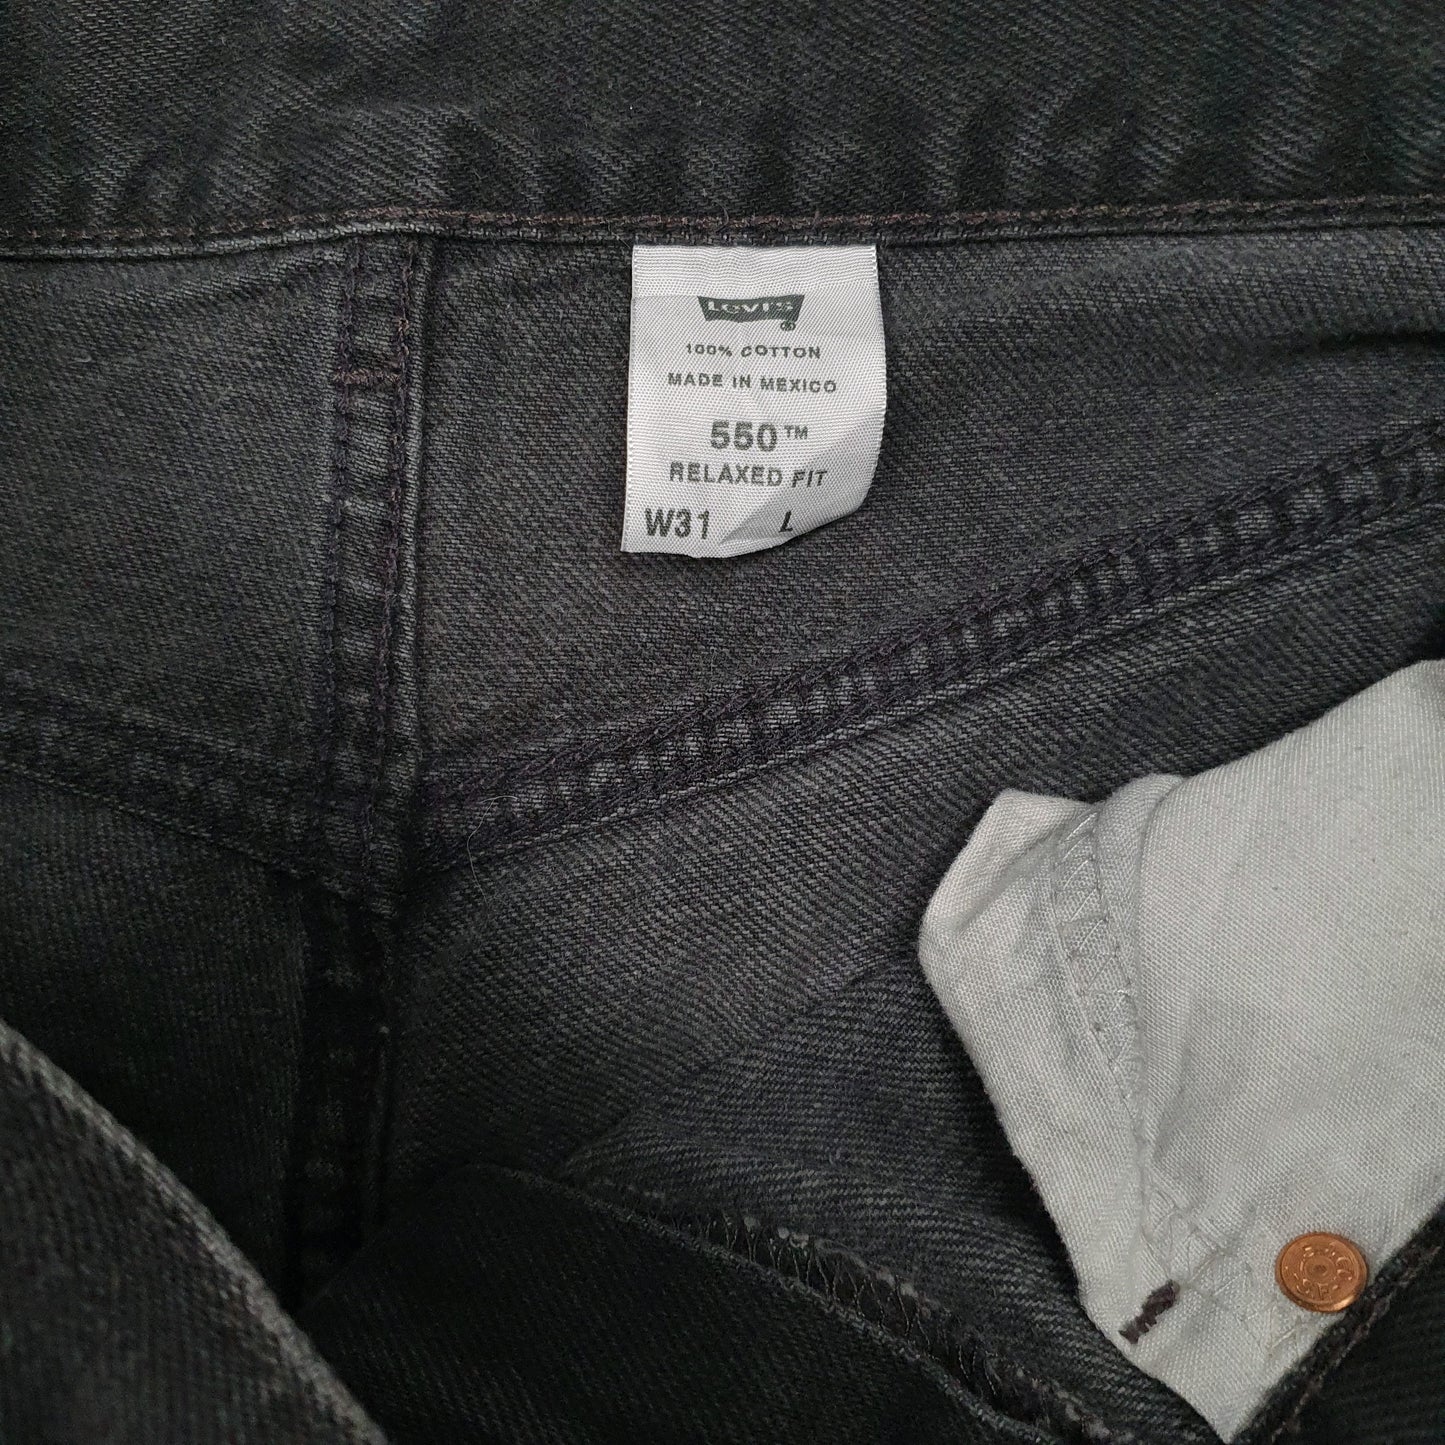 Levi's ®
100% COTTON
MADE IN MEXICO
550™
RELAXED FIT
W31 L